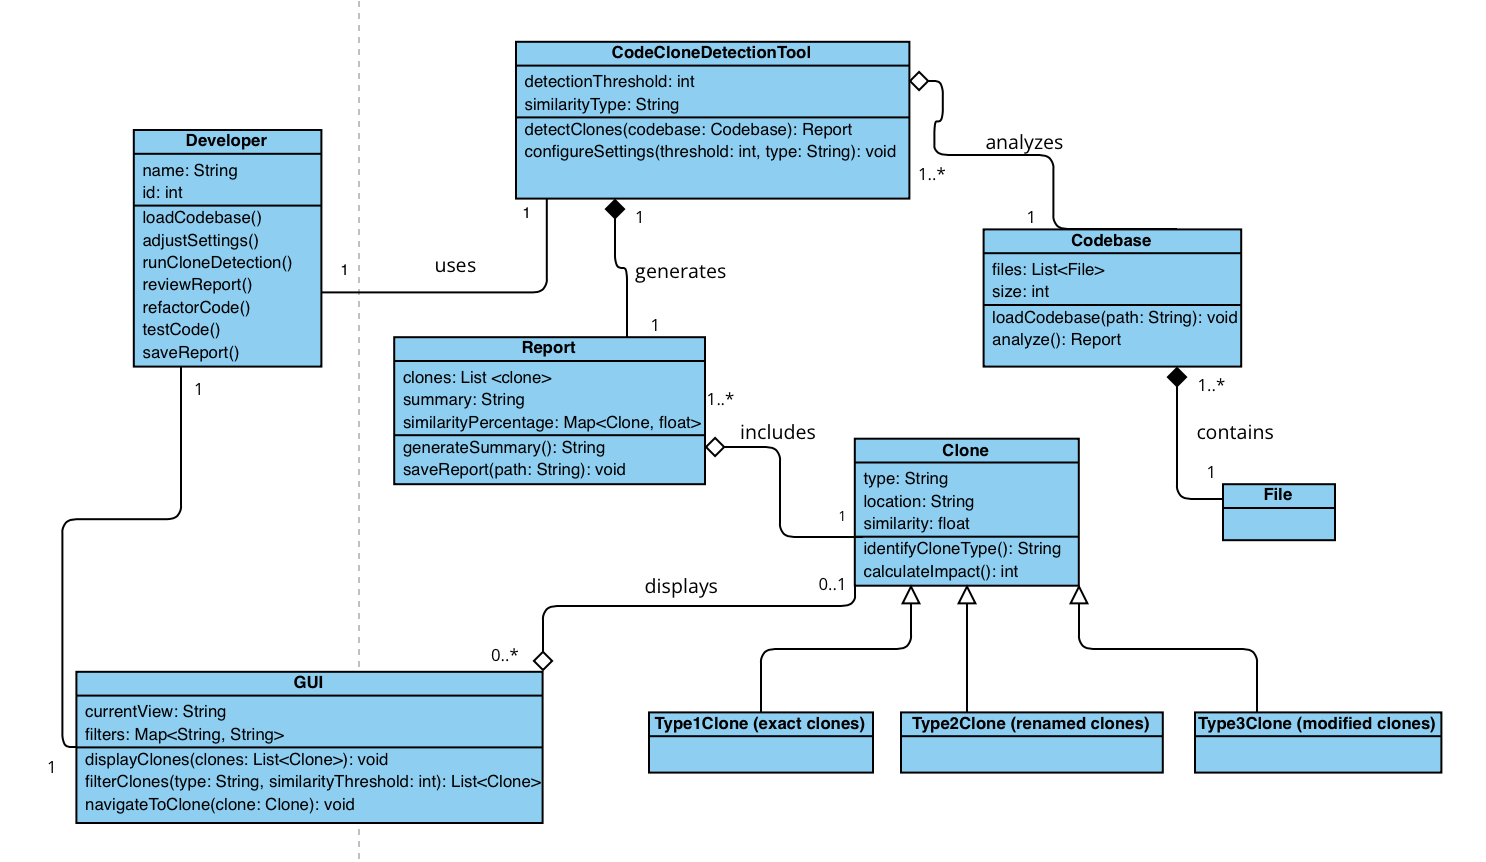 CodeCloneDetectionTool
detectionThreshold: int
similarityType: String
detectClones(codebase: Codebase): Report
configureSettings(threshold: int, type: String): void
Developer
name: String
id: int
loadCodebase()
adjustSettings()
runCloneDetection()
reviewReport()
refactorCode()
testCode()
saveReport()
analyzes
1..*
1
1
uses
1
1
generates
1
Codebase
files: List<File>
size: int
loadCodebase(path: String): void
analyze(): Report
1..*
contains
1
File
Report
clones: List <clone>
summary: String
similarityPercentage: Map<Clone, float>
generateSummary(): String
saveReport(path: String): void
1..*
includes
1
Clone
type: String
location: String
similarity: float
identifyCloneType(): String
calculateImpact(): int
0..1
displays
0..*
1
1
GUI
currentView: String
filters: Map<String, String>
displayClones(clones: List<Clone>): void
filterClones(type: String, similarityThreshold: int): List<Clone>
navigateToClone(clone: Clone): void
Type1Clone (exact clones)
Type2Clone (renamed clones)
Type3Clone (modified clones)